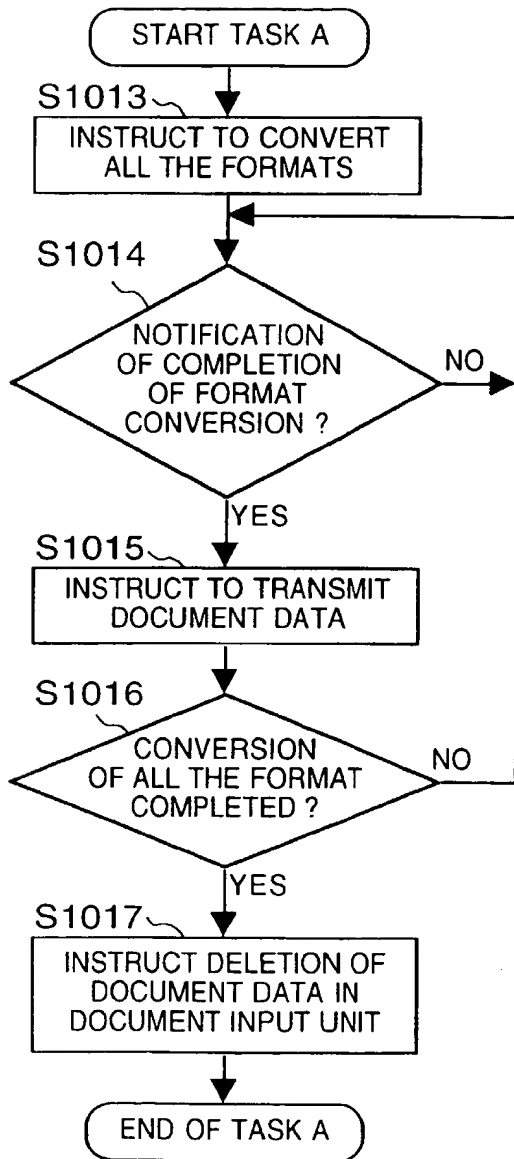 START TASK A
S1013
INSTRUCT TO CONVERT
ALL THE FORMATS
S1014
NOTIFICATION
OF COMPLETION
OF FORMAT
CONVERSION ?
NO
YES
S1015
INSTRUCT TO TRANSMIT
DOCUMENT DATA
S1016
CONVERSION
OF ALL THE FORMAT
COMPLETED ?
NO
YES
S1017
INSTRUCT DELETION OF
DOCUMENT DATA IN
DOCUMENT INPUT UNIT
END OF TASK A